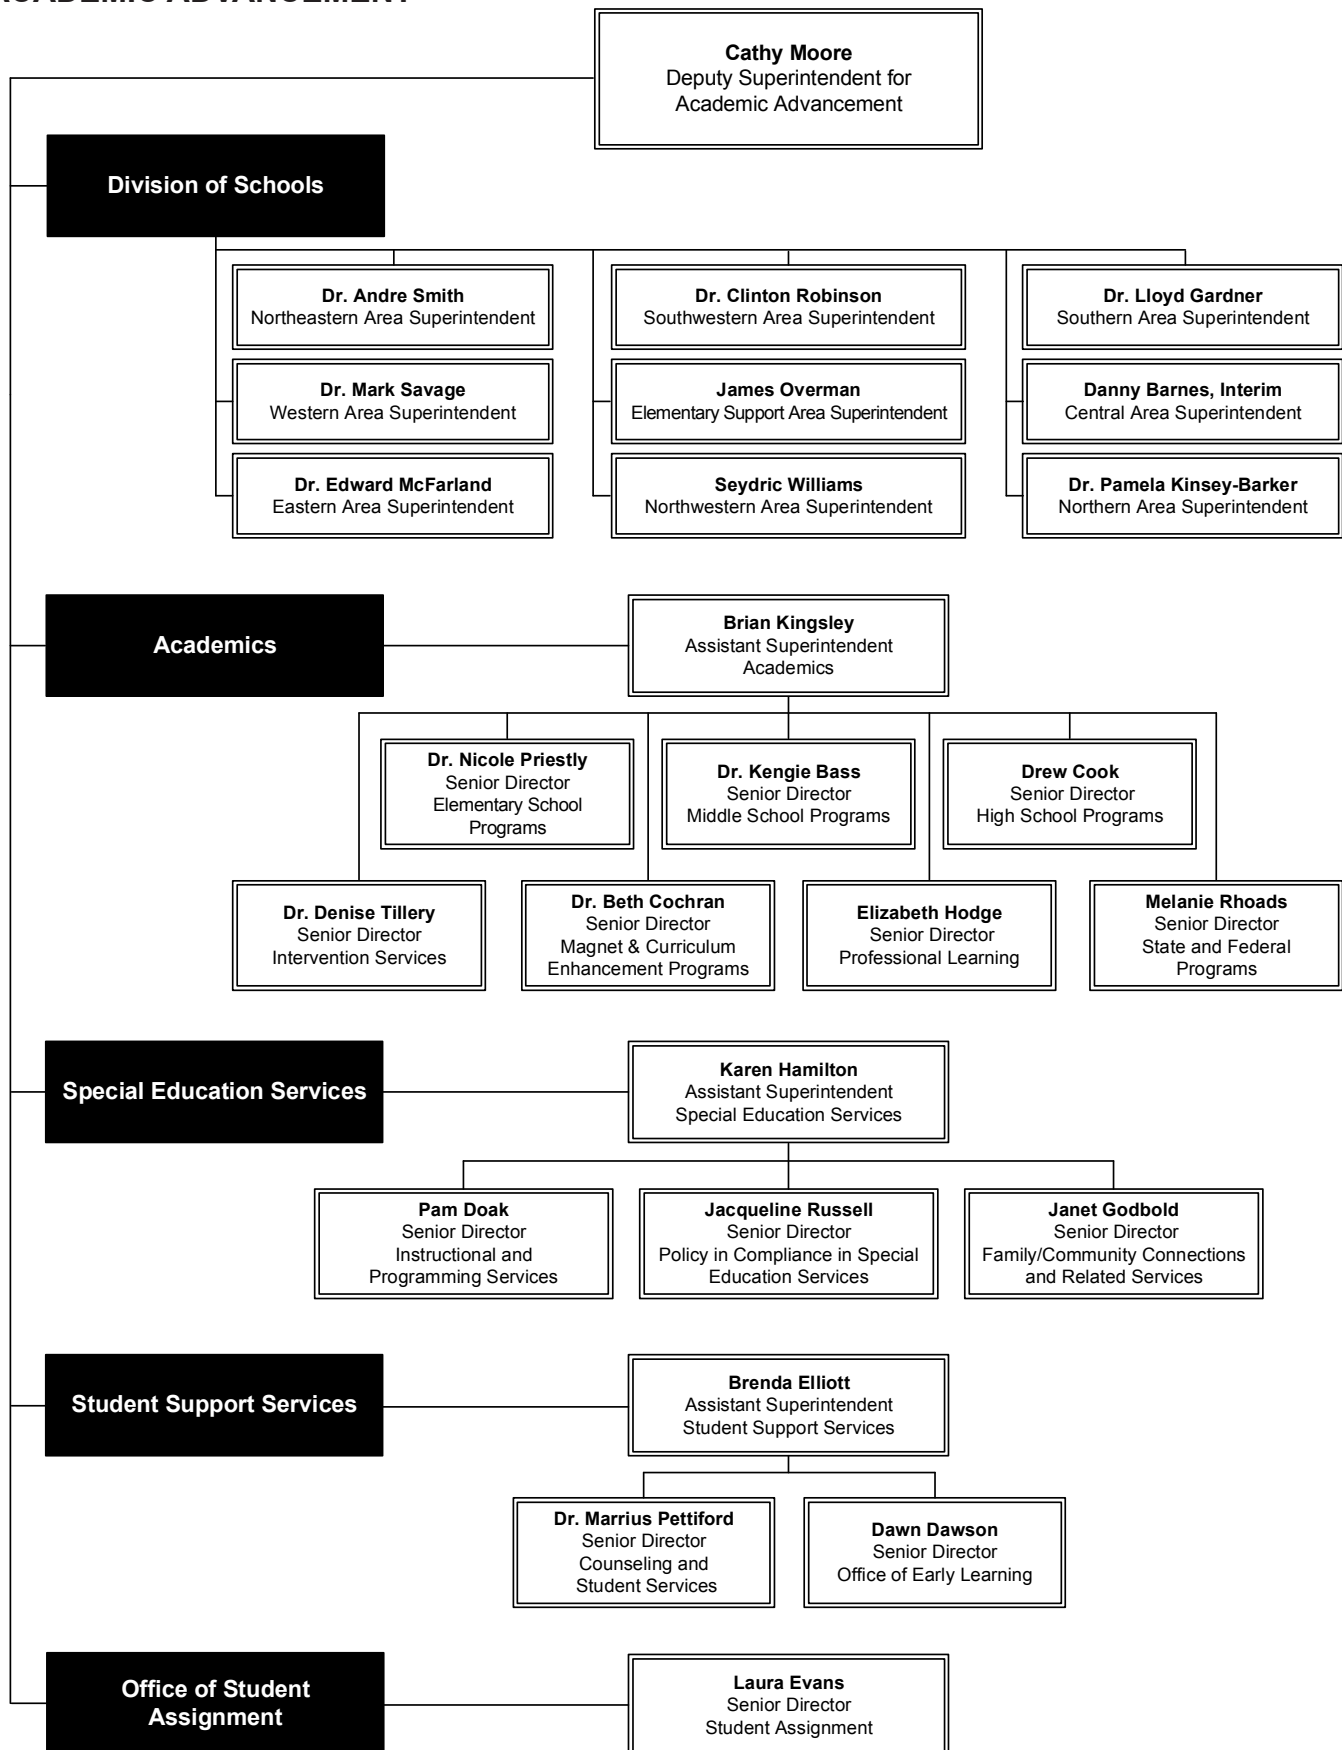 ACADEMIC ADVANCEMENT
Cathy Moore
Deputy Superintendent for
Academic Advancement
Division of Schools
Dr. Andre Smith
Northeastern Area Superintendent
Dr. Clinton Robinson
Southwestern Area Superintendent
Dr. Lloyd Gardner
Southern Area Superintendent
Dr. Mark Savage
Western Area Superintendent
James Overman
Elementary Support Area Superintendent
Danny Barnes, Interim
Central Area Superintendent
Dr. Edward McFarland
Eastern Area Superintendent
Seydric Williams
Northwestern Area Superintendent
Dr. Pamela Kinsey-Barker
Northern Area Superintendent
Academics
Brian Kingsley
Assistant Superintendent
Academics
Dr. Nicole Priestly
Senior Director
Elementary School
Programs
Dr. Kengie Bass
Senior Director
Middle School Programs
Drew Cook
Senior Director
High School Programs
Dr. Denise Tillery
Senior Director
Intervention Services
Dr. Beth Cochran
Senior Director
Magnet & Curriculum
Enhancement Programs
Elizabeth Hodge
Senior Director
Professional Learning
Melanie Rhoads
Senior Director
State and Federal
Programs
Special Education Services
Karen Hamilton
Assistant Superintendent
Special Education Services
Pam Doak
Senior Director
Instructional and
Programming Services
Jacqueline Russell
Senior Director
Policy in Compliance in Special
Education Services
Janet Godbold
Senior Director
Family/Community Connections
and Related Services
Student Support Services
Brenda Elliott
Assistant Superintendent
Student Support Services
Dr. Marrius Pettiford
Senior Director
Counseling and
Student Services
Dawn Dawson
Senior Director
Office of Early Learning
Office of Student
Assignment
Laura Evans
Senior Director
Student Assignment